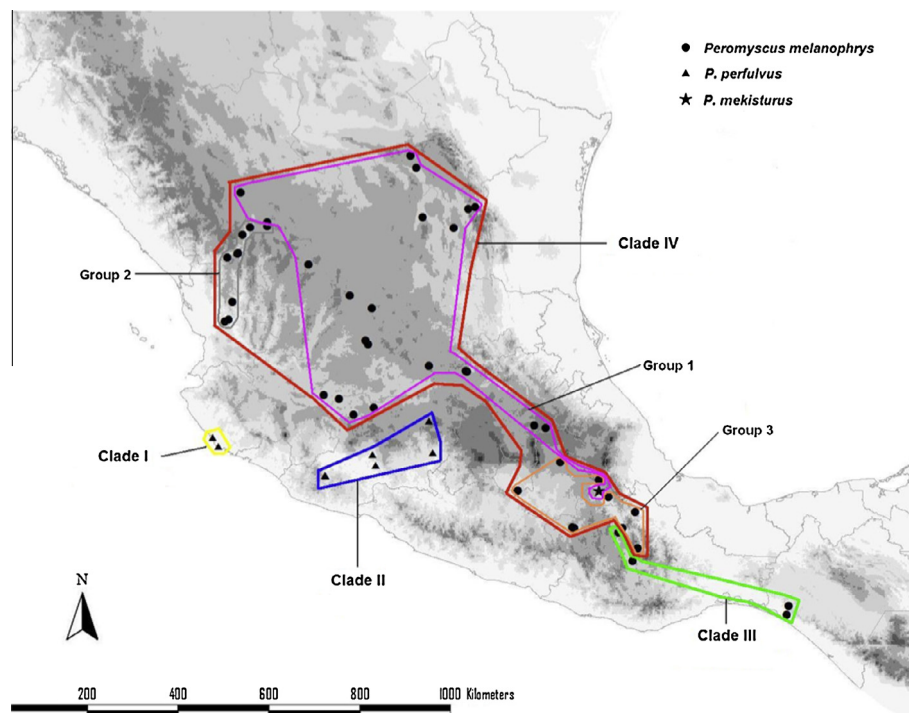 Peromyscus melanophrys
P. perfulvus
P. mekisturus
Clade IV
Group 2
Group 1
Group 3
Clade I
Clade II
Clade III
N
200 400 600 800 1000 Kilometers